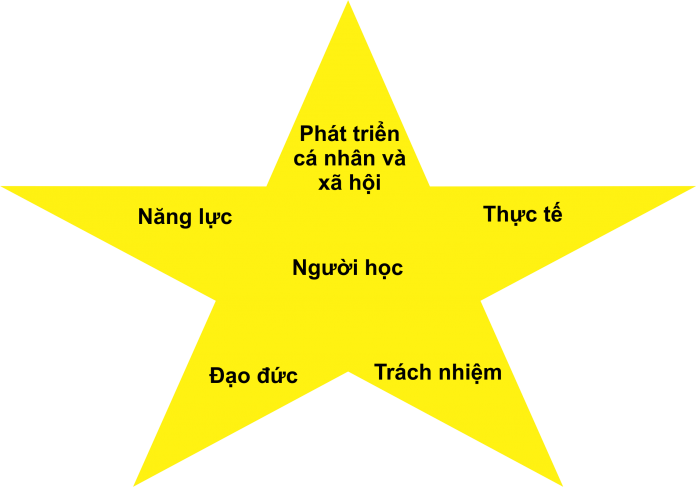 Phát triển
cá nhân và
xã hội
Năng lực
Thực tế
Người học
Đạo đức
Trách nhiệm